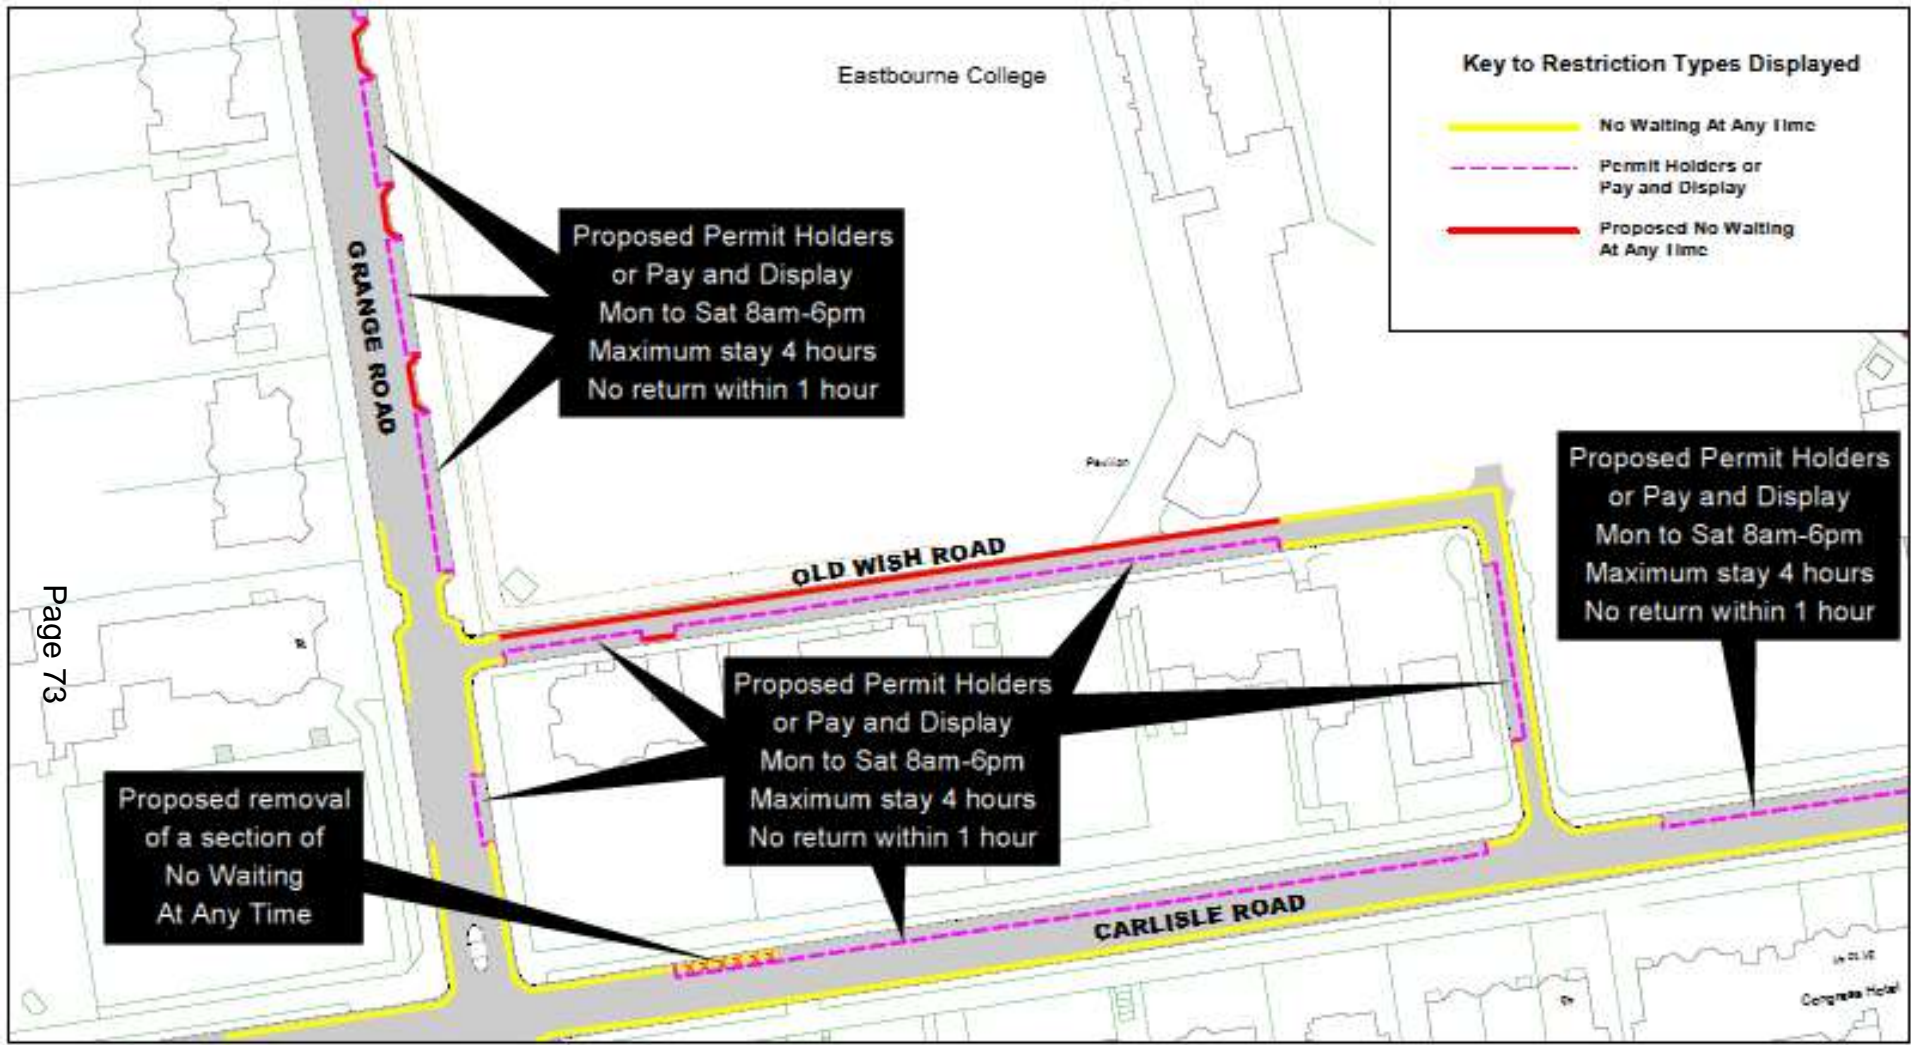 Eastbourne College
Key to Restriction Types Displayed
No Waiting At Any Time
Permit Holders or
Pay and Display
Proposed No Waiting
At Any Time
Proposed Permit Holders
or Pay and Display
Mon to Sat 8am-6pm
Maximum stay 4 hours
No return within 1 hour
GRANGE ROAD
Pavilion
Proposed Permit Holders
or Pay and Display
Mon to Sat 8am-6pm
Maximum stay 4 hours
No return within 1 hour
OLD WISH ROAD
Page 73
Proposed Permit Holders
or Pay and Display
Mon to Sat 8am-6pm
Maximum stay 4 hours
No return within 1 hour
Proposed removal
of a section of
No Waiting
At Any Time
CARLISLE ROAD
Congress Hotel